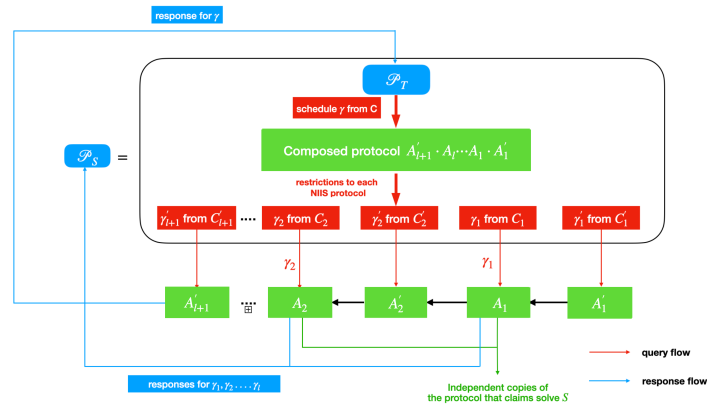 response for γ
𝒫_T
schedule γ from C
Composed protocol A'_{l+1} · A_l ⋯ A_1 · A'_1
𝒫_S =
restrictions to each
NIIS protocol
γ'_{l+1} from C'_{l+1} .... γ_2 from C_2 γ'_2 from C'_2 γ_1 from C_1 γ'_1 from C'_1
γ_2 γ_1
A'_{l+1} .... A_2 A'_2 A_1 A'_1
query flow
responses for γ_1, γ_2 .... γ_l
response flow
Independent copies of
the protocol that claims solve S